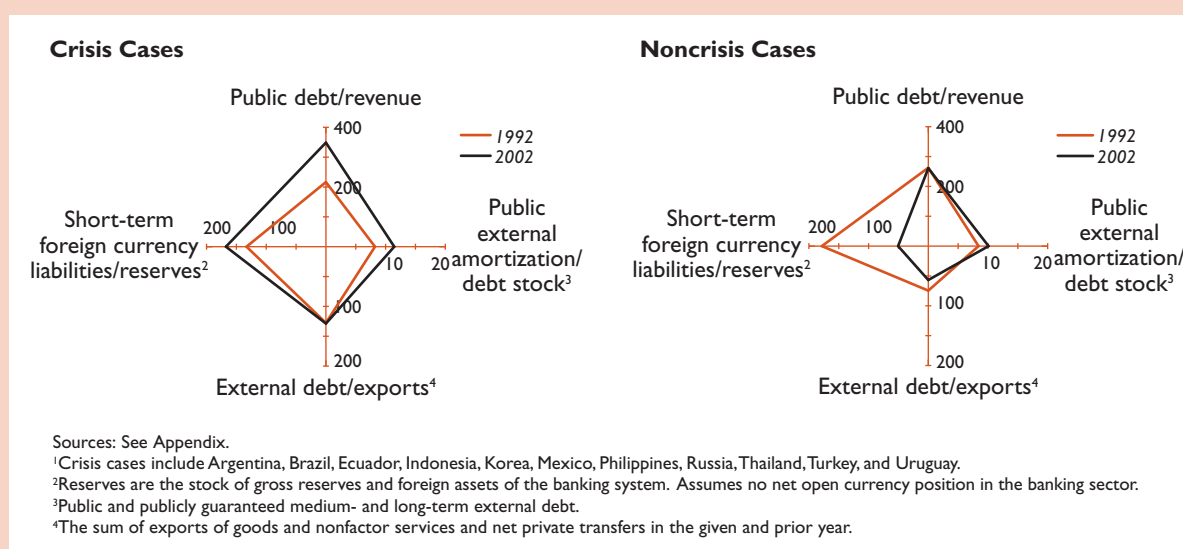 Crisis Cases
Public debt/revenue
400
1992
2002
200
Short-term
foreign currency
liabilities/reserves2
200
100
Public
external
amortization/
debt stock3
10
20
100
200
External debt/exports4
Noncrisis Cases
Public debt/revenue
400
1992
2002
200
Short-term
foreign currency
liabilities/reserves2
200
100
Public
external
amortization/
debt stock3
10
20
100
200
External debt/exports4
Sources: See Appendix.
1Crisis cases include Argentina, Brazil, Ecuador, Indonesia, Korea, Mexico, Philippines, Russia, Thailand, Turkey, and Uruguay.
2Reserves are the stock of gross reserves and foreign assets of the banking system. Assumes no net open currency position in the banking sector.
3Public and publicly guaranteed medium- and long-term external debt.
4The sum of exports of goods and nonfactor services and net private transfers in the given and prior year.